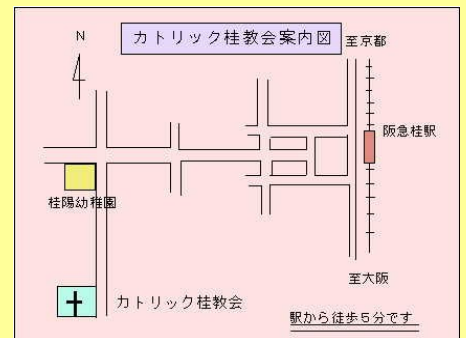 N
カトリック桂教会案内図
至京都
阪急桂駅
桂陽幼稚園
至大阪
カトリック桂教会
駅から徒歩5分です